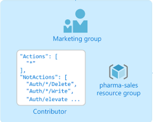 Marketing group
"Actions": [
"*"
],
"NotActions": [
"Auth/*/Delete",
"Auth/*/Write",
"Auth/elevate ...
pharma-sales
resource group
Contributor